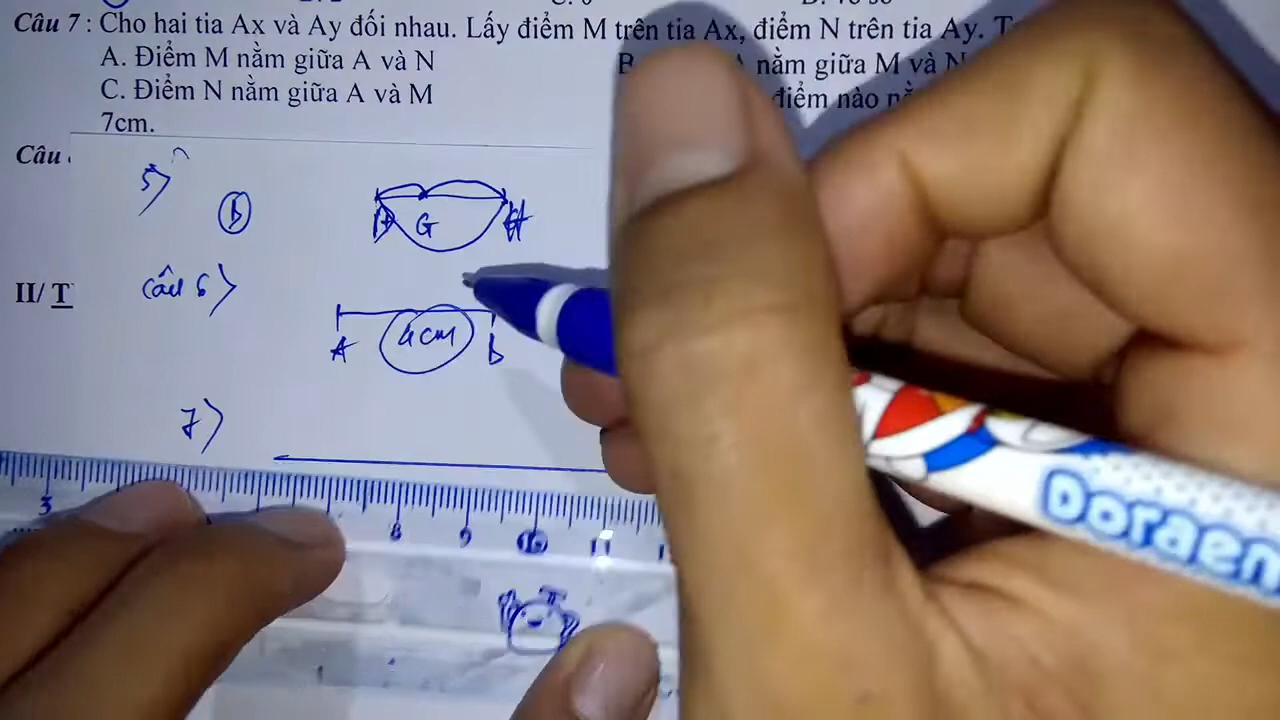 Câu 7 : Cho hai tia Ax và Ay đối nhau. Lấy điểm M trên tia Ax, điểm N trên tia Ay. T
A. Điểm M nằm giữa A và N
B. A nằm giữa M và N
C. Điểm N nằm giữa A và M
điểm nào
7cm.
Câu
5)
b
G
II/ T
Câu 6)
4cm
A
b
7)
3 8 9 10 11
Doraem